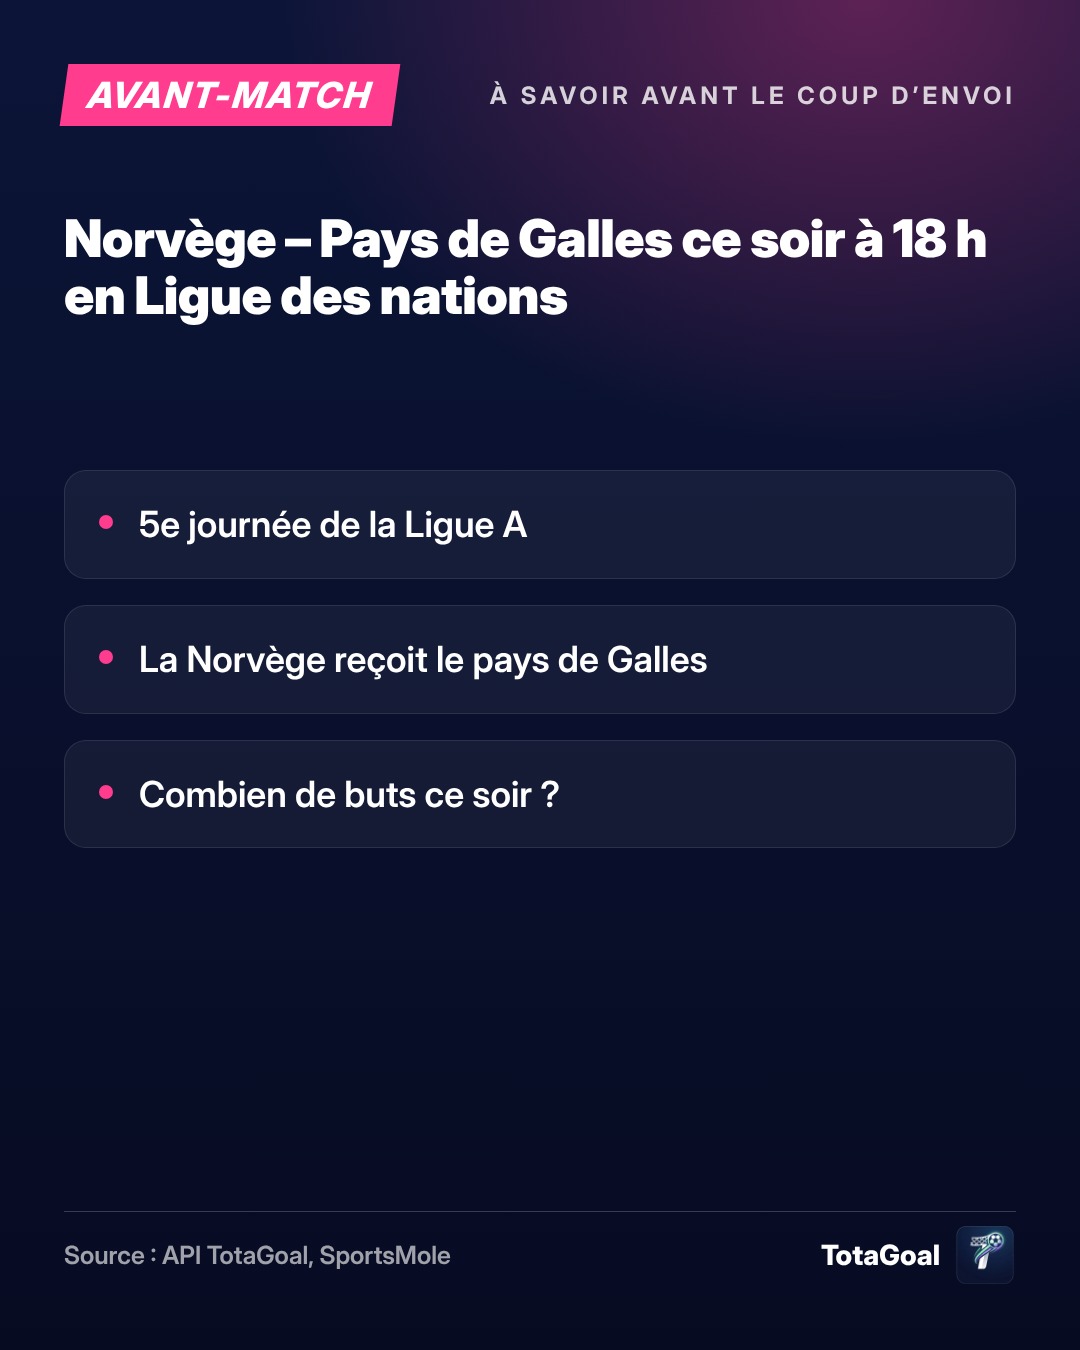 AVANT-MATCH
À SAVOIR AVANT LE COUP D’ENVOI
Norvège – Pays de Galles ce soir à 18 h
en Ligue des nations
5e journée de la Ligue A
La Norvège reçoit le pays de Galles
Combien de buts ce soir ?
Source : API TotaGoal, SportsMole
TotaGoal